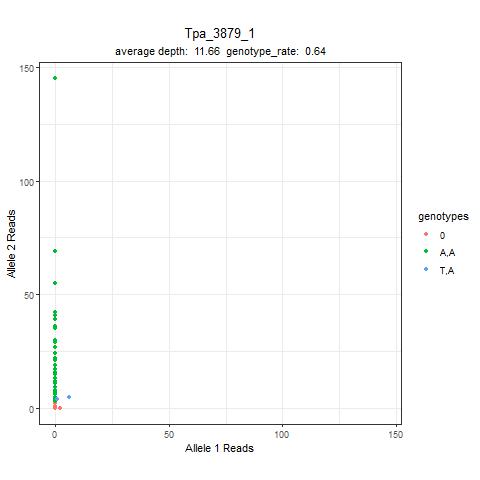 Tpa_3879_1
average depth:  11.66  genotype_rate:  0.64
150
100
50
0
0
50
100
150
Allele 2 Reads
Allele 1 Reads
genotypes
0
A,A
T,A